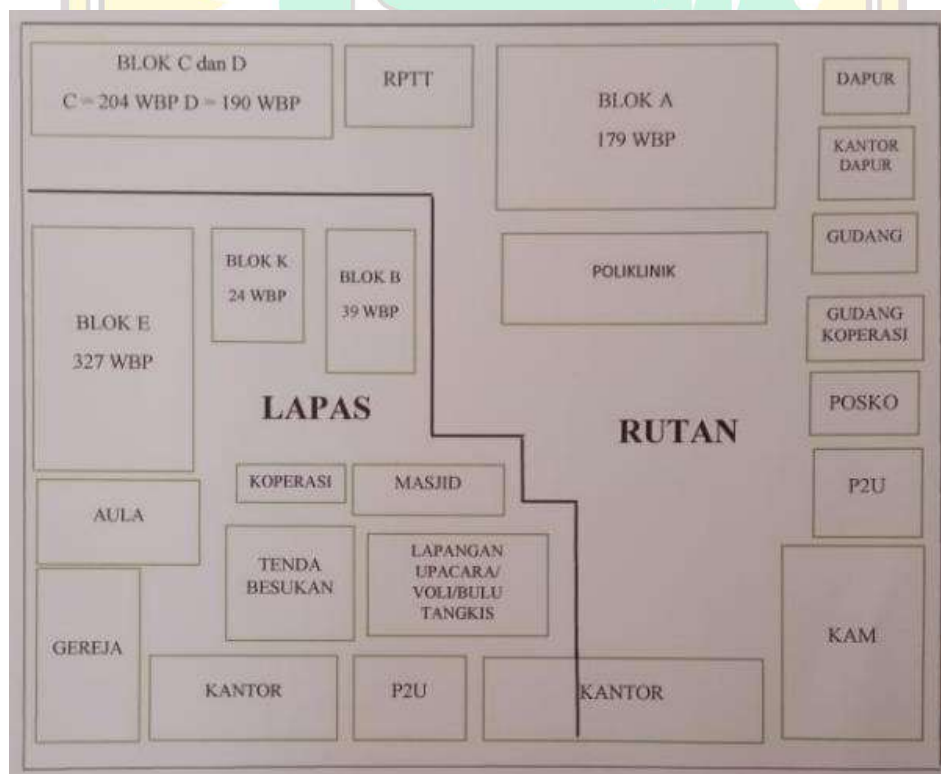 BLOK C dan D
C = 204 WBP D = 190 WBP
RPTT
BLOK A
179 WBP
DAPUR
KANTOR
DAPUR
GUDANG
GUDANG
KOPERASI
POSKO
P2U
KAM
POLIKLINIK
RUTAN
BLOK E
327 WBP
BLOK K
24 WBP
BLOK B
39 WBP
LAPAS
KOPERASI
MASJID
AULA
TENDA
BESUKAN
LAPANGAN
UPACARA/
VOLI/BULU
TANGKIS
GEREJA
KANTOR
P2U
KANTOR